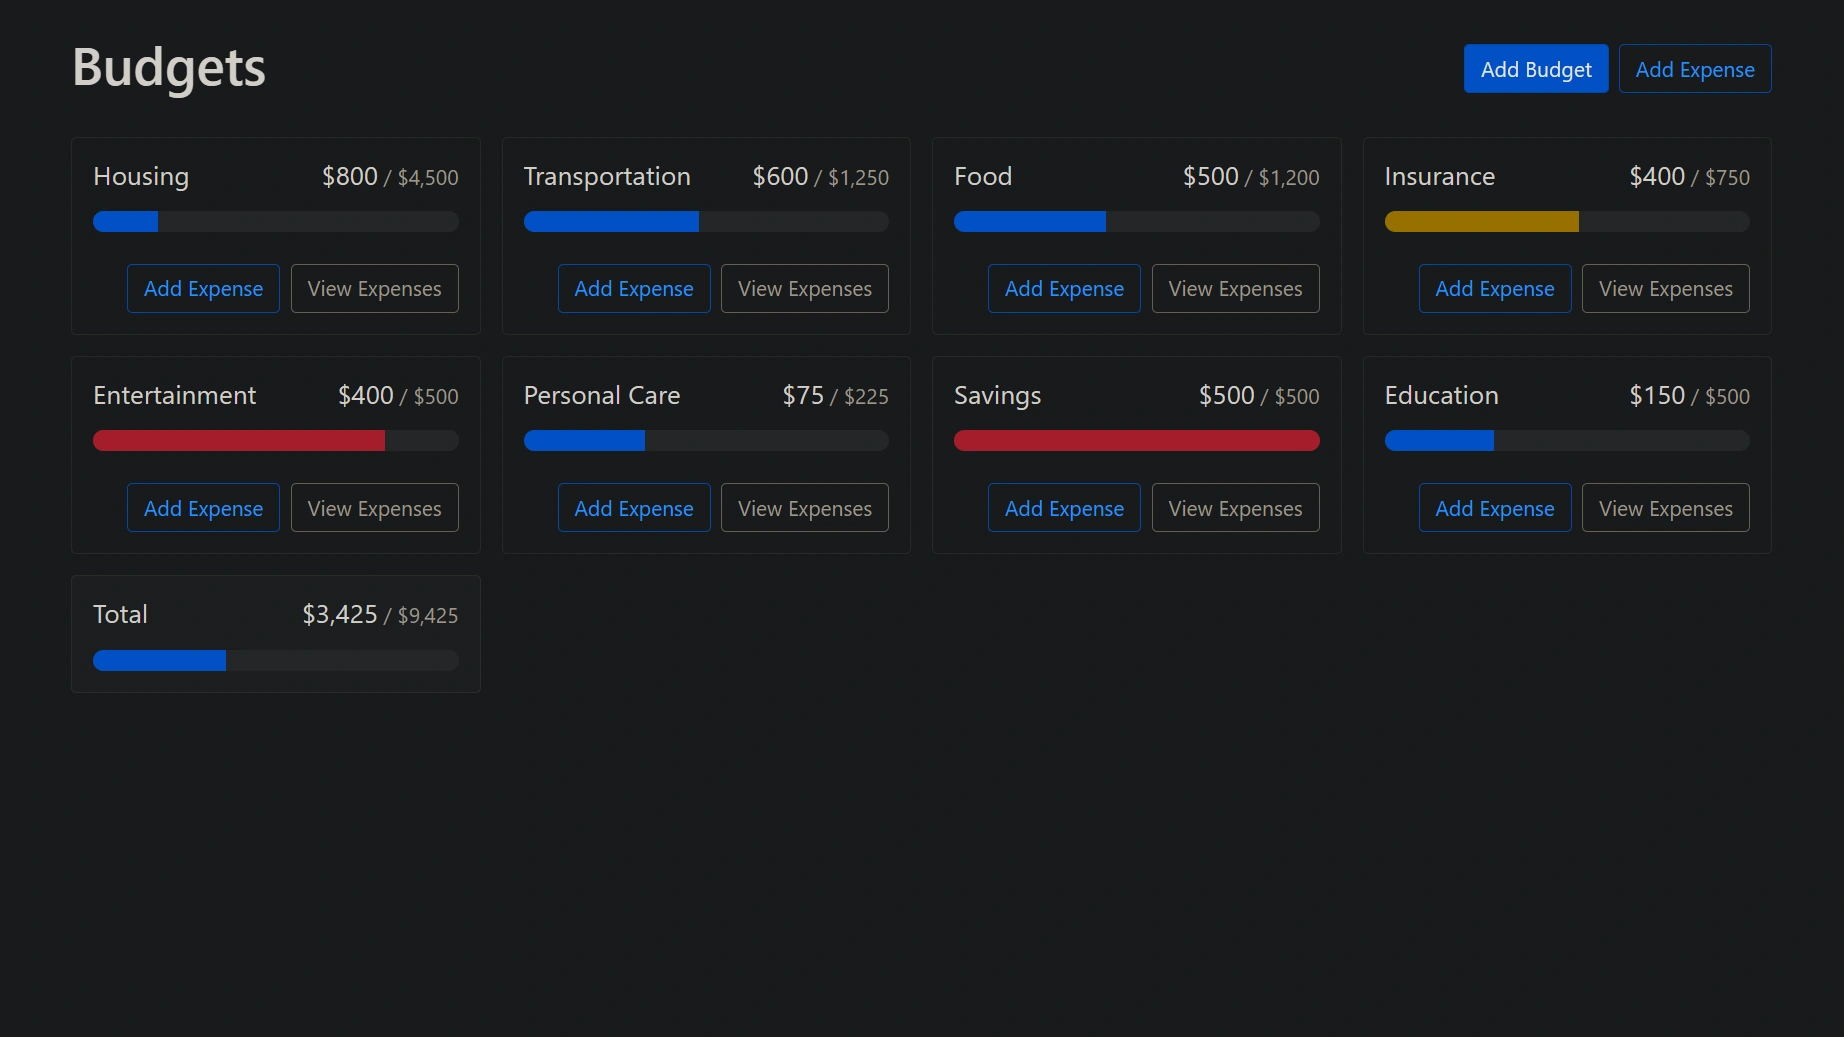 Budgets
Add Budget
Add Expense
Housing $800 / $4,500
Add Expense
View Expenses
Transportation $600 / $1,250
Add Expense
View Expenses
Food $500 / $1,200
Add Expense
View Expenses
Insurance $400 / $750
Add Expense
View Expenses
Entertainment $400 / $500
Add Expense
View Expenses
Personal Care $75 / $225
Add Expense
View Expenses
Savings $500 / $500
Add Expense
View Expenses
Education $150 / $500
Add Expense
View Expenses
Total $3,425 / $9,425